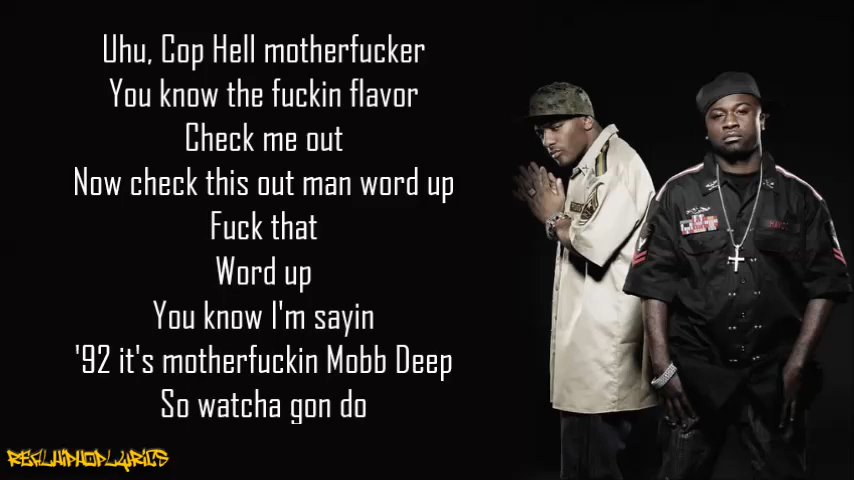 Uhu, Cop Hell motherfucker
You know the fuckin flavor
Check me out
Now check this out man word up
Fuck that
Word up
You know I'm sayin
'92 it's motherfuckin Mobb Deep
So watcha gon do
REALHIPHOPLYRICS